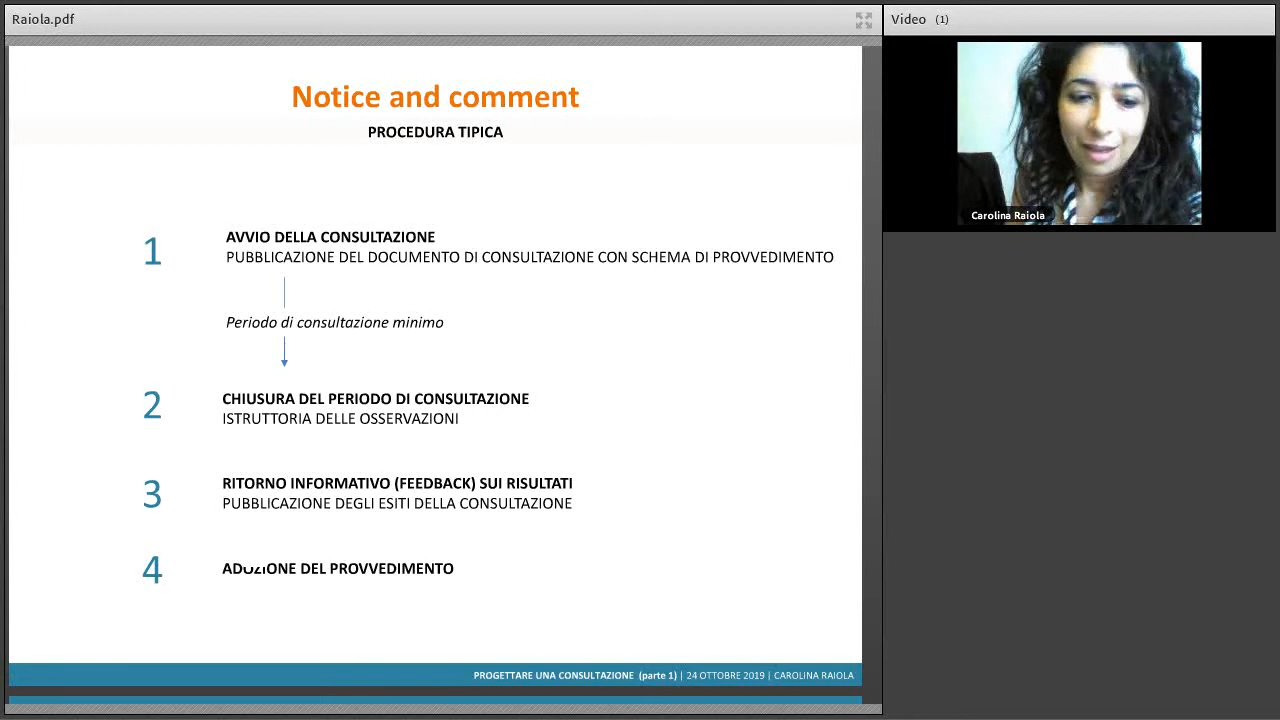 Raiola.pdf
Video (1)
Notice and comment
PROCEDURA TIPICA
1
AVVIO DELLA CONSULTAZIONE
PUBBLICAZIONE DEL DOCUMENTO DI CONSULTAZIONE CON SCHEMA DI PROVVEDIMENTO
Periodo di consultazione minimo
2
CHIUSURA DEL PERIODO DI CONSULTAZIONE
ISTRUTTORIA DELLE OSSERVAZIONI
3
RITORNO INFORMATIVO (FEEDBACK) SUI RISULTATI
PUBBLICAZIONE DEGLI ESITI DELLA CONSULTAZIONE
4
ADOZIONE DEL PROVVEDIMENTO
PROGETTARE UNA CONSULTAZIONE (parte 1) | 24 OTTOBRE 2019 | CAROLINA RAIOLA
Carolina Raiola